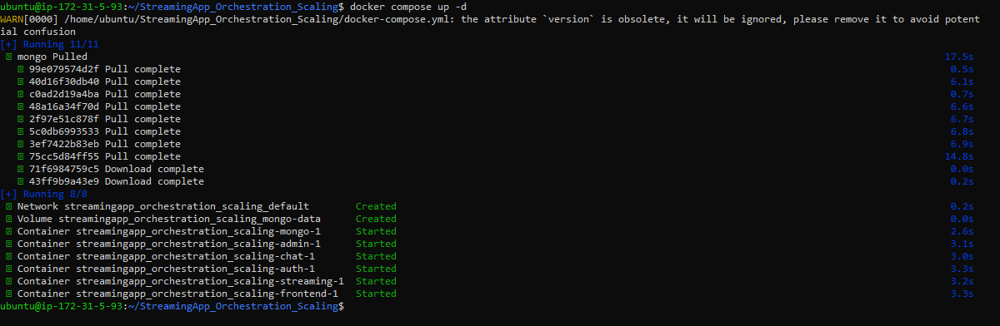 ubuntu@ip-172-31-5-93:~/StreamingApp_Orchestration_Scaling$ docker compose up -d
WARN[0000] /home/ubuntu/StreamingApp_Orchestration_Scaling/docker-compose.yml: the attribute `version` is obsolete, it will be ignored, please remove it to avoid potent
ial confusion
[+] Running 11/11
mongo Pulled 17.5s
99e079574d2f Pull complete 0.5s
40d16f30db40 Pull complete 6.1s
c0ad2d19a4ba Pull complete 0.7s
48a16a34f70d Pull complete 6.6s
2f97e51c878f Pull complete 6.7s
5c0db6993533 Pull complete 6.8s
3ef7422b83eb Pull complete 6.9s
75cc5d84ff55 Pull complete 14.8s
71f6984759c5 Download complete 0.0s
43ff9b9a43e9 Download complete 0.2s
[+] Running 8/8
Network streamingapp_orchestration_scaling_default Created 0.2s
Volume streamingapp_orchestration_scaling_mongo-data Created 0.0s
Container streamingapp_orchestration_scaling-mongo-1 Started 2.6s
Container streamingapp_orchestration_scaling-admin-1 Started 3.1s
Container streamingapp_orchestration_scaling-chat-1 Started 3.0s
Container streamingapp_orchestration_scaling-auth-1 Started 3.3s
Container streamingapp_orchestration_scaling-streaming-1 Started 3.2s
Container streamingapp_orchestration_scaling-frontend-1 Started 3.3s
ubuntu@ip-172-31-5-93:~/StreamingApp_Orchestration_Scaling$